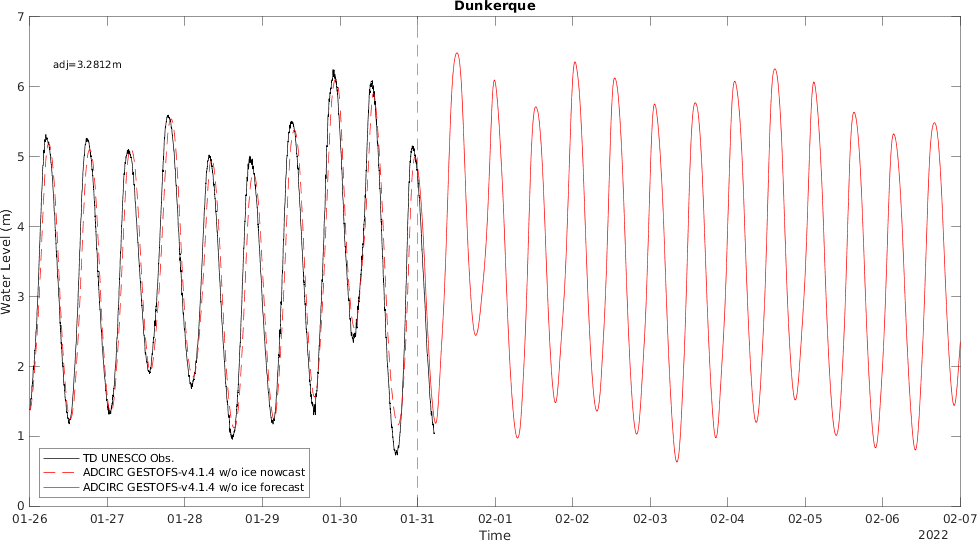 Dunkerque
7
6
5
4
3
2
1
0
Water Level (m)
adj=3.2812m
TD UNESCO Obs.
ADCIRC GESTOFS-v4.1.4 w/o ice nowcast
ADCIRC GESTOFS-v4.1.4 w/o ice forecast
01-26 01-27 01-28 01-29 01-30 01-31 02-01 02-02 02-03 02-04 02-05 02-06 02-07
Time
2022